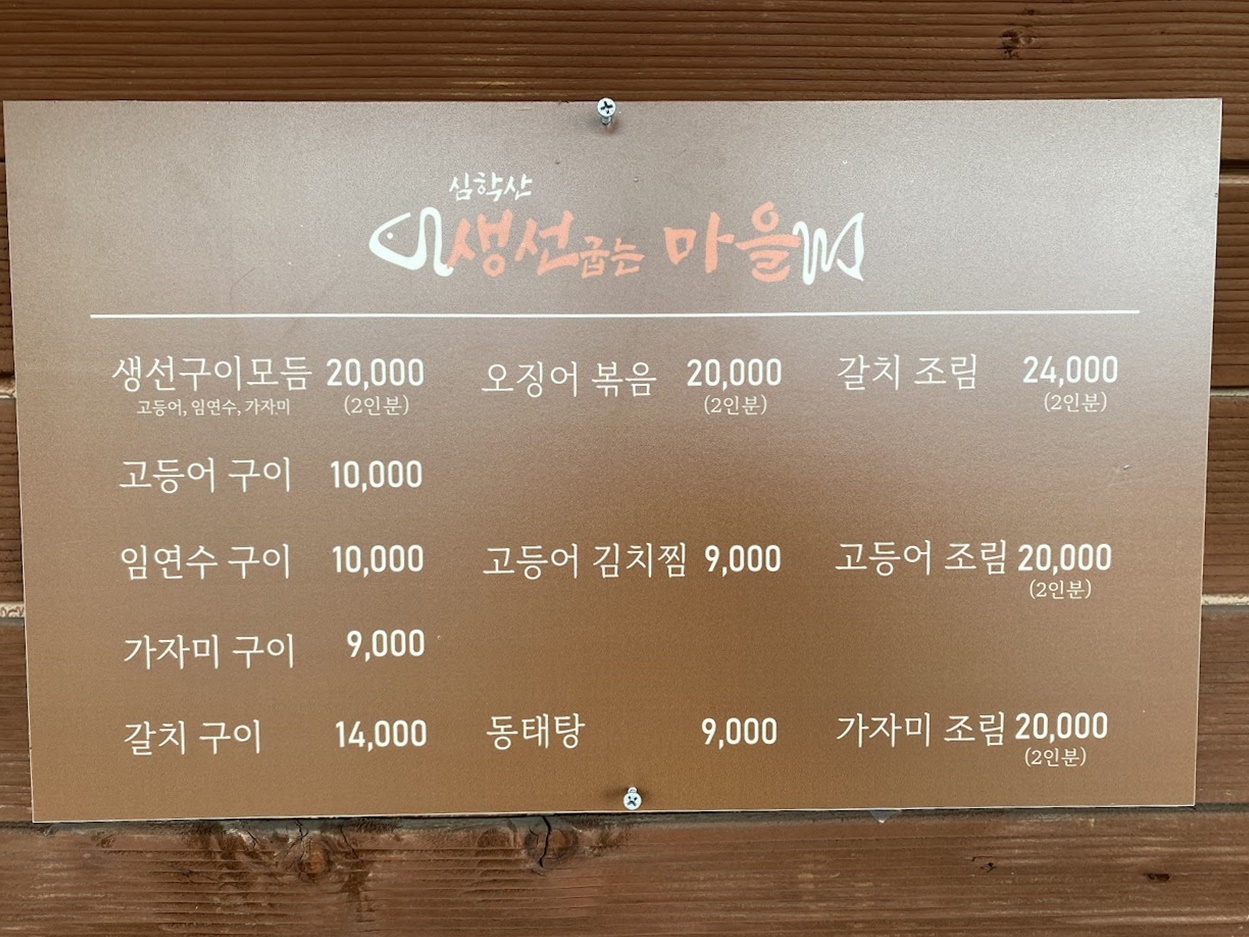 심학산
생선굽는 마을
생선구이모듬 20,000 오징어 볶음 20,000 갈치 조림 24,000
고등어, 임연수, 가자미 (2인분) (2인분) (2인분)
고등어 구이 10,000
임연수 구이 10,000 고등어 김치찜 9,000 고등어 조림 20,000
(2인분)
가자미 구이 9,000
갈치 구이 14,000 동태탕 9,000 가자미 조림 20,000
(2인분)